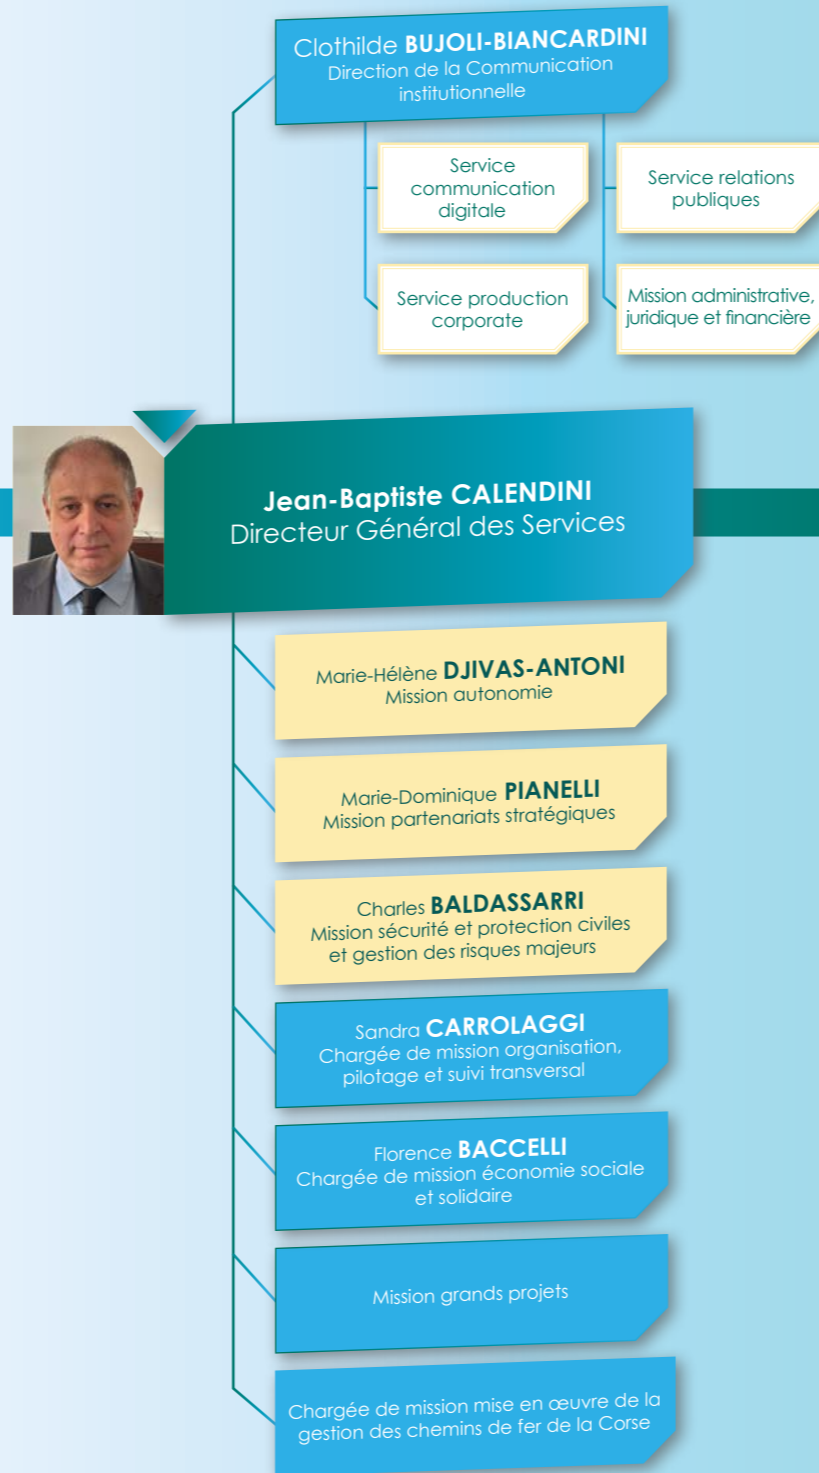 Clothilde BUJOLI-BIANCARDINI
Direction de la Communication
institutionnelle
Service
communication
digitale
Service relations
publiques
Service production
corporate
Mission administrative,
juridique et financière
Jean-Baptiste CALENDINI
Directeur Général des Services
Marie-Hélène DJIVAS-ANTONI
Mission autonomie
Marie-Dominique PIANELLI
Mission partenariats stratégiques
Charles BALDASSARRI
Mission sécurité et protection civiles
et gestion des risques majeurs
Sandra CARROLAGGI
Chargée de mission organisation,
pilotage et suivi transversal
Florence BACCELLI
Chargée de mission économie sociale
et solidaire
Mission grands projets
Chargée de mission mise en œuvre de la
gestion des chemins de fer de la Corse